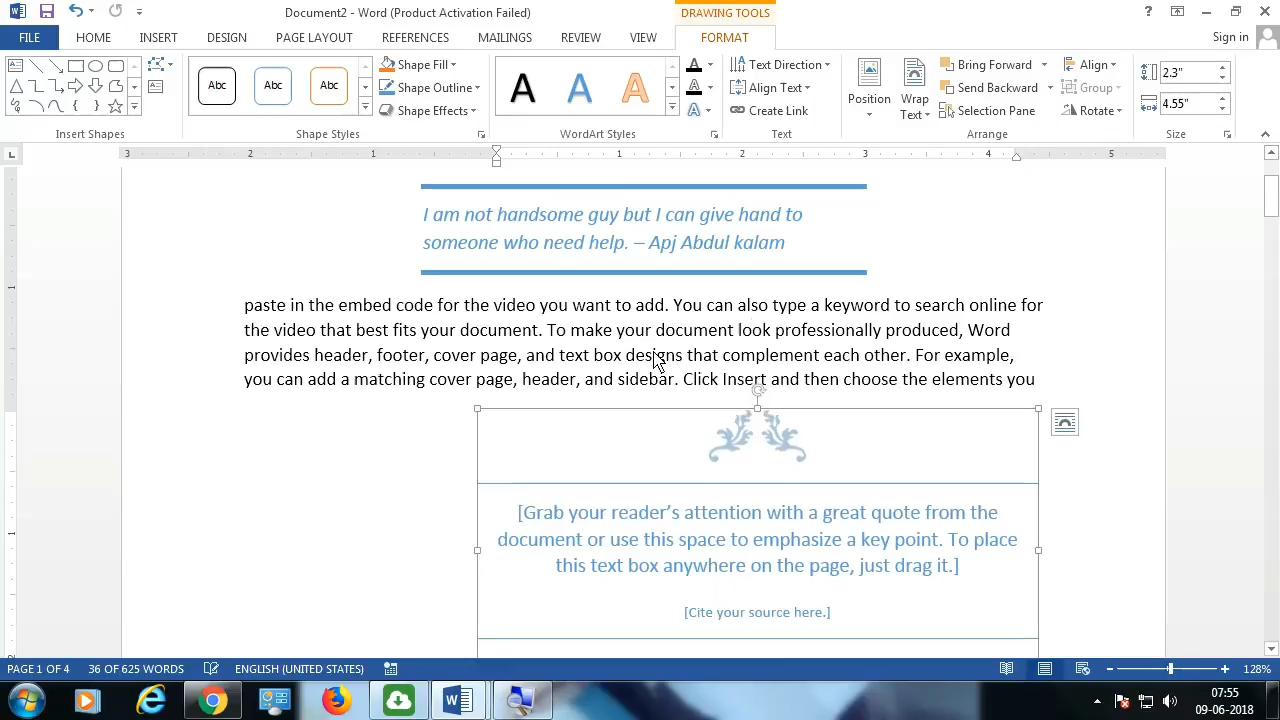 Document2 - Word (Product Activation Failed)
DRAWING TOOLS
Sign in
FILE
HOME
INSERT
DESIGN
PAGE LAYOUT
REFERENCES
MAILINGS
REVIEW
VIEW
FORMAT
Abc
Abc
Abc
Shape Fill
Shape Outline
Shape Effects
A
A
A
Text Direction
Align Text
Create Link
Position
Wrap
Text
Bring Forward
Send Backward
Selection Pane
Align
Group
Rotate
2.3"
4.55"
Insert Shapes
Shape Styles
WordArt Styles
Text
Arrange
Size
3 2 1 1 2 3 4 5
I am not handsome guy but I can give hand to
someone who need help. – Apj Abdul kalam
paste in the embed code for the video you want to add. You can also type a keyword to search online for
the video that best fits your document. To make your document look professionally produced, Word
provides header, footer, cover page, and text box designs that complement each other. For example,
you can add a matching cover page, header, and sidebar. Click Insert and then choose the elements you
[Grab your reader's attention with a great quote from the
document or use this space to emphasize a key point. To place
this text box anywhere on the page, just drag it.]
[Cite your source here.]
PAGE 1 OF 4
36 OF 625 WORDS
ENGLISH (UNITED STATES)
128%
07:55
09-06-2018